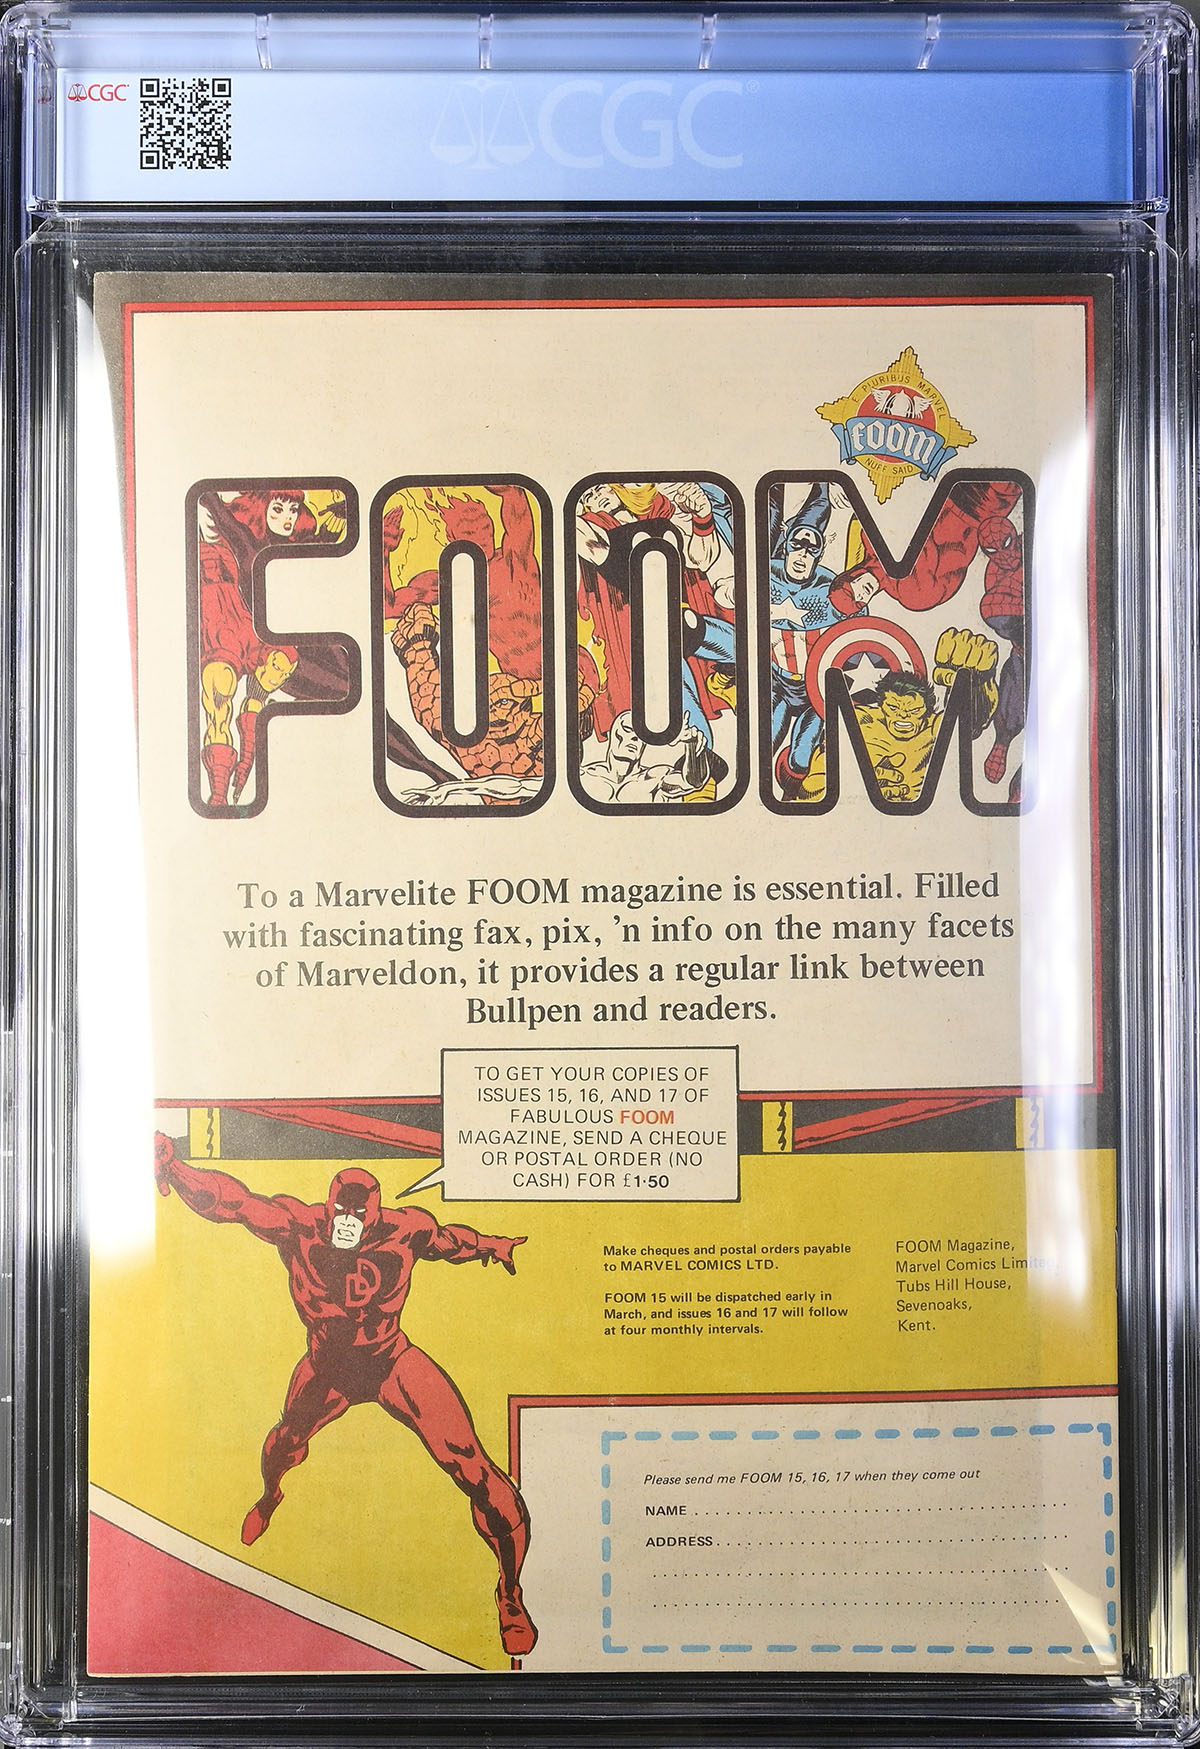 CGC
CGC
E PLURIBUS MARVEL
FOOM
NUFF SAID
FOOM
To a Marvelite FOOM magazine is essential. Filled
with fascinating fax, pix, ’n info on the many facets
of Marveldon, it provides a regular link between
Bullpen and readers.
TO GET YOUR COPIES OF
ISSUES 15, 16, AND 17 OF
FABULOUS FOOM
MAGAZINE, SEND A CHEQUE
OR POSTAL ORDER (NO
CASH) FOR £1·50
DD
Make cheques and postal orders payable
to MARVEL COMICS LTD.
FOOM 15 will be dispatched early in
March, and issues 16 and 17 will follow
at four monthly intervals.
FOOM Magazine,
Marvel Comics Limited,
Tubs Hill House,
Sevenoaks,
Kent.
Please send me FOOM 15, 16, 17 when they come out
NAME
ADDRESS